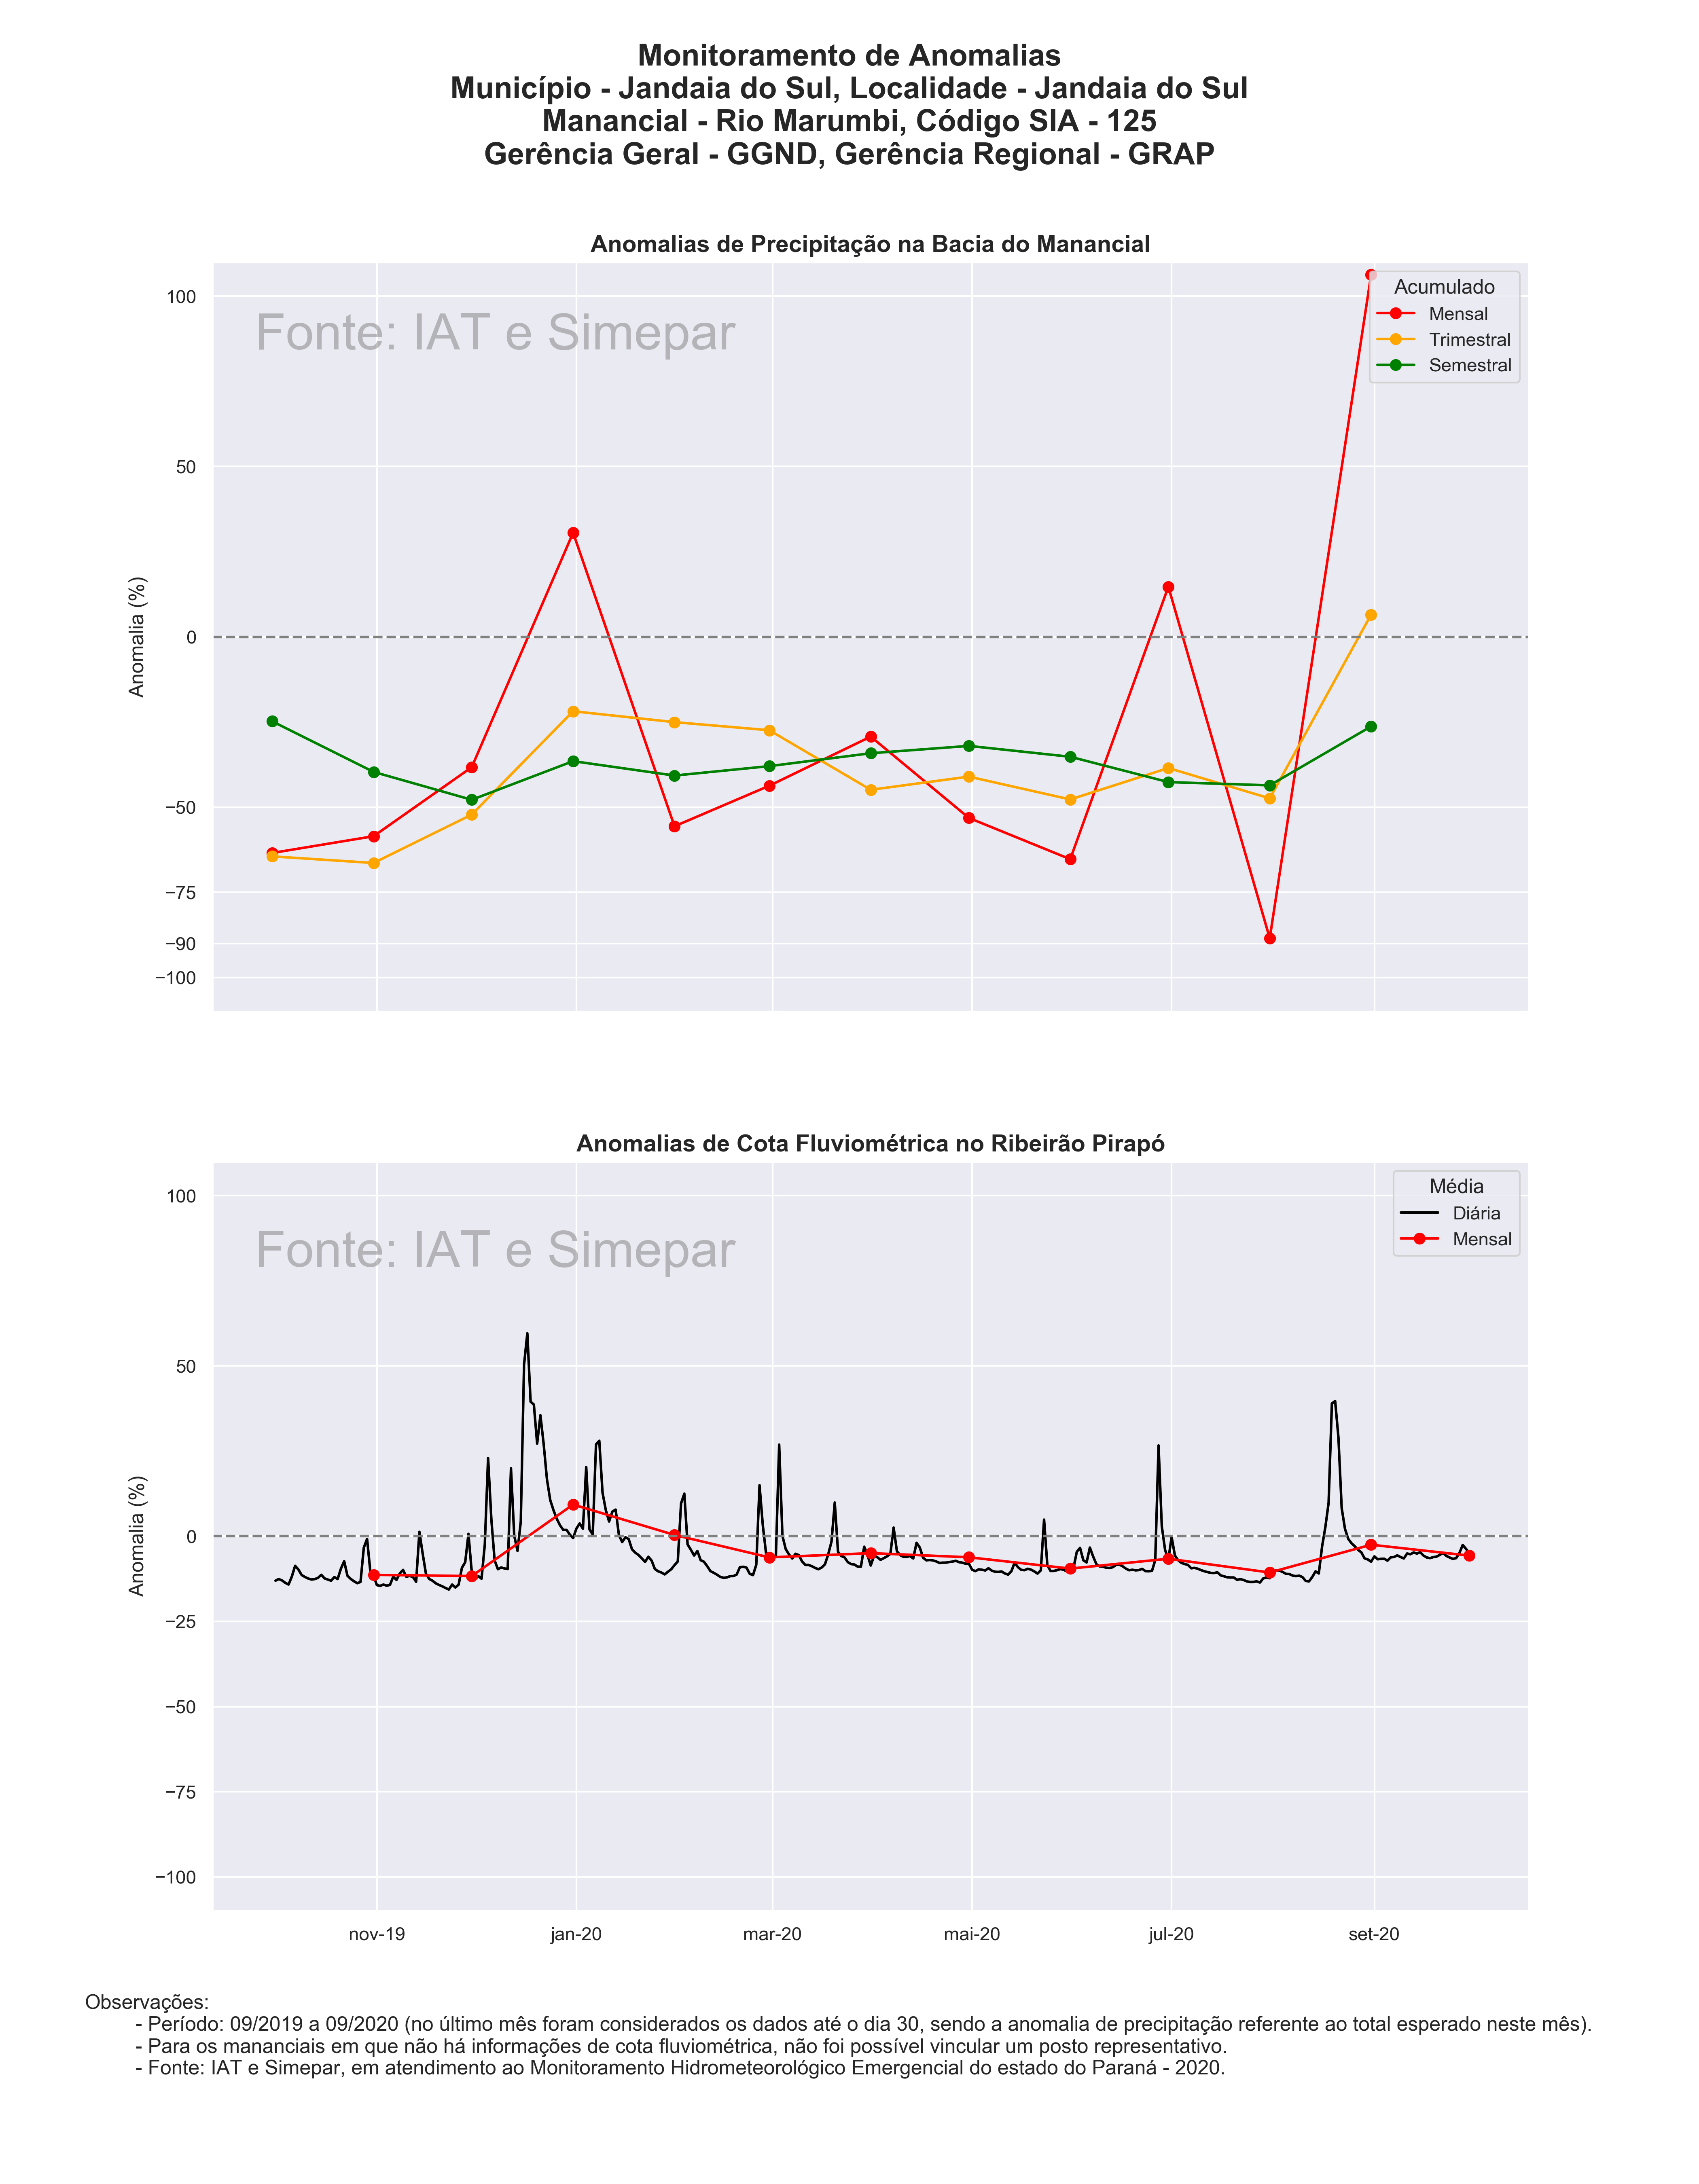 Monitoramento de Anomalias
Município - Jandaia do Sul, Localidade - Jandaia do Sul
Manancial - Rio Marumbi, Código SIA - 125
Gerência Geral - GGND, Gerência Regional - GRAP
Anomalias de Precipitação na Bacia do Manancial
Fonte: IAT e Simepar
Acumulado
Mensal
Trimestral
Semestral
Anomalia (%)
100
50
0
−50
−75
−90
−100
Anomalias de Cota Fluviométrica no Ribeirão Pirapó
Fonte: IAT e Simepar
Média
Diária
Mensal
Anomalia (%)
100
50
0
−25
−50
−75
−100
nov-19 jan-20 mar-20 mai-20 jul-20 set-20
Observações:
- Período: 09/2019 a 09/2020 (no último mês foram considerados os dados até o dia 30, sendo a anomalia de precipitação referente ao total esperado neste mês).
- Para os mananciais em que não há informações de cota fluviométrica, não foi possível vincular um posto representativo.
- Fonte: IAT e Simepar, em atendimento ao Monitoramento Hidrometeorológico Emergencial do estado do Paraná - 2020.